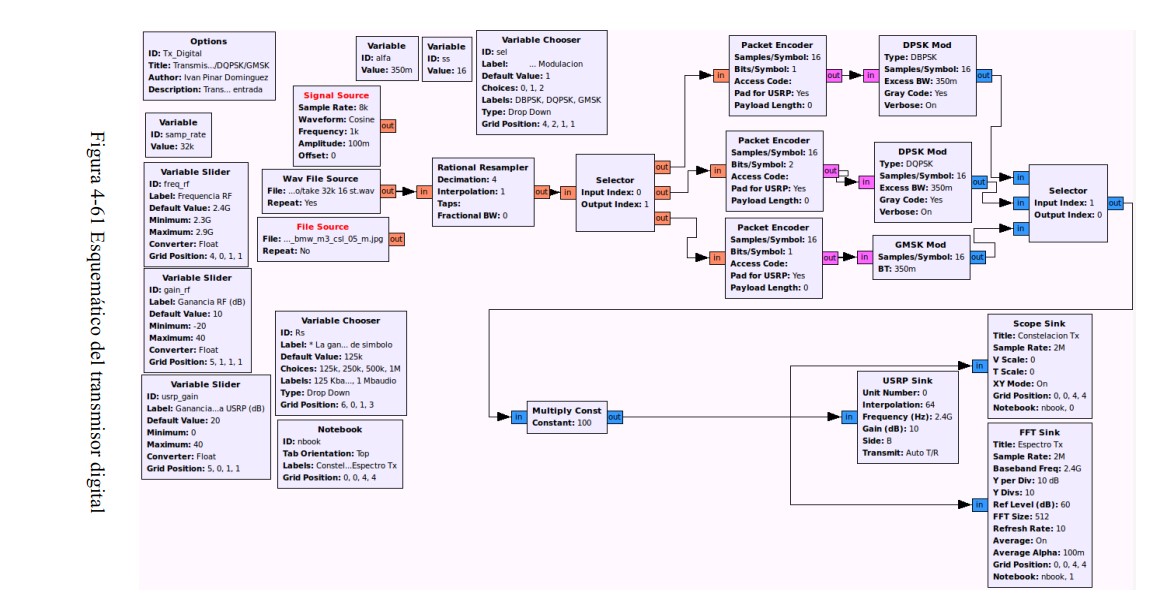 Figura 4-61 Esquemático del transmisor digital
Options
ID: Tx_Digital
Title: Transmis.../DQPSK/GMSK
Author: Ivan Pinar Dominguez
Description: Trans... entrada
Variable
ID: alfa
Value: 350m
Variable
ID: ss
Value: 16
Variable Chooser
ID: sel
Label: ... Modulacion
Default Value: 1
Choices: 0, 1, 2
Labels: DBPSK, DQPSK, GMSK
Type: Drop Down
Grid Position: 4, 2, 1, 1
Packet Encoder
Samples/Symbol: 16
Bits/Symbol: 1
Access Code:
Pad for USRP: Yes
Payload Length: 0
in
out
DPSK Mod
Type: DBPSK
Samples/Symbol: 16
Excess BW: 350m
Gray Code: Yes
Verbose: On
in
out
Signal Source
Sample Rate: 8k
Waveform: Cosine
Frequency: 1k
Amplitude: 100m
Offset: 0
out
Variable
ID: samp_rate
Value: 32k
Variable Slider
ID: freq_rf
Label: Frequencia RF
Default Value: 2.4G
Minimum: 2.3G
Maximum: 2.9G
Converter: Float
Grid Position: 4, 0, 1, 1
Wav File Source
File: ...o/take 32k 16 st.wav
Repeat: Yes
out
File Source
File: ..._bmw_m3_csl_05_m.jpg
Repeat: No
out
Rational Resampler
Decimation: 4
Interpolation: 1
Taps:
Fractional BW: 0
in
out
Selector
Input Index: 0
Output Index: 1
in
out
out
out
Packet Encoder
Samples/Symbol: 16
Bits/Symbol: 2
Access Code:
Pad for USRP: Yes
Payload Length: 0
in
out
DPSK Mod
Type: DQPSK
Samples/Symbol: 16
Excess BW: 350m
Gray Code: Yes
Verbose: On
in
out
Packet Encoder
Samples/Symbol: 16
Bits/Symbol: 1
Access Code:
Pad for USRP: Yes
Payload Length: 0
in
out
GMSK Mod
Samples/Symbol: 16
BT: 350m
in
out
Selector
Input Index: 1
Output Index: 0
in
in
in
out
Variable Slider
ID: gain_rf
Label: Ganancia RF (dB)
Default Value: 10
Minimum: -20
Maximum: 40
Converter: Float
Grid Position: 5, 1, 1, 1
Variable Slider
ID: usrp_gain
Label: Ganancia...a USRP (dB)
Default Value: 20
Minimum: 0
Maximum: 40
Converter: Float
Grid Position: 5, 0, 1, 1
Variable Chooser
ID: Rs
Label: * La gan... de simbolo
Default Value: 125k
Choices: 125k, 250k, 500k, 1M
Labels: 125 Kba..., 1 Mbaudio
Type: Drop Down
Grid Position: 6, 0, 1, 3
Notebook
ID: nbook
Tab Orientation: Top
Labels: Constel...Espectro Tx
Grid Position: 0, 0, 4, 4
Multiply Const
Constant: 100
in
out
USRP Sink
Unit Number: 0
Interpolation: 64
Frequency (Hz): 2.4G
Gain (dB): 10
Side: B
Transmit: Auto T/R
in
Scope Sink
Title: Constelacion Tx
Sample Rate: 2M
V Scale: 0
T Scale: 0
XY Mode: On
Grid Position: 0, 0, 4, 4
Notebook: nbook, 0
in
FFT Sink
Title: Espectro Tx
Sample Rate: 2M
Baseband Freq: 2.4G
Y per Div: 10 dB
Y Divs: 10
Ref Level (dB): 60
FFT Size: 512
Refresh Rate: 10
Average: On
Average Alpha: 100m
Grid Position: 0, 0, 4, 4
Notebook: nbook, 1
in